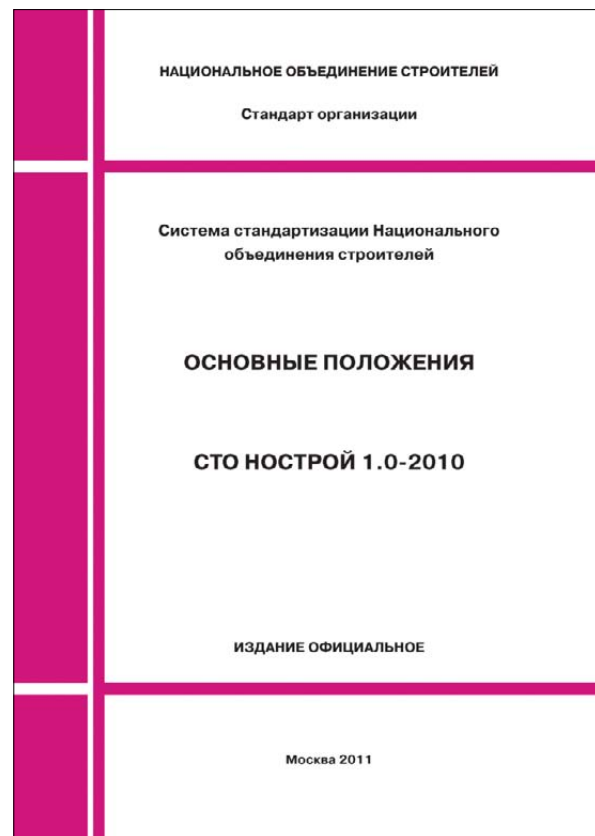 НАЦИОНАЛЬНОЕ ОБЪЕДИНЕНИЕ СТРОИТЕЛЕЙ
Стандарт организации
Система стандартизации Национального
объединения строителей
ОСНОВНЫЕ ПОЛОЖЕНИЯ
СТО НОСТРОЙ 1.0-2010
ИЗДАНИЕ ОФИЦИАЛЬНОЕ
Москва 2011